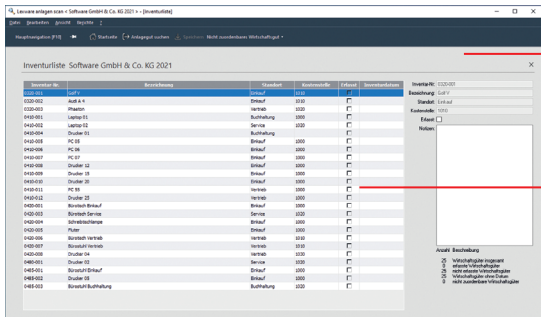 Lexware anlagen scan < Software GmbH & Co. KG 2021 > - [Inventurliste]
Datei Bearbeiten Ansicht Berichte ?
Hauptnavigation [F10] Startseite Anlagegut suchen Speichern Nicht zuordenbares Wirtschaftsgut
Inventurliste Software GmbH & Co. KG 2021
Inventar-Nr. Bezeichnung Standort Kostenstelle Erfasst Inventurdatum
0320-001 Golf V Einkauf 1010
0320-002 Audi A 4 Einkauf 1010
0320-003 Phaeton Vertrieb 1020
0410-001 Laptop 01 Buchhaltung 1000
0410-002 Laptop 02 Service 1020
0410-004 Drucker 01 Buchhaltung
0410-005 PC 05 Einkauf 1000
0410-006 PC 06 Einkauf 1000
0410-007 PC 07 Einkauf 1000
0410-008 Drucker 12 Einkauf 1000
0410-009 Drucker 15 Einkauf 1000
0410-010 Drucker 20 Einkauf 1000
0410-011 PC 55 Vertrieb 1000
0410-012 Drucker 25 Vertrieb 1000
0420-001 Bürotisch Einkauf Einkauf 1000
0420-003 Bürotisch Service Service 1020
0420-004 Schreibtischlampe Einkauf 1000
0420-005 Fluter Einkauf 1000
0420-006 Bürotisch Vertrieb Vertrieb 1020
0420-007 Bürostuhl Vertrieb Vertrieb 1020
0420-008 Drucker 04 Vertrieb 1020
0480-001 Drucker 02 Service 1020
0485-001 Bürostuhl Einkauf Einkauf 1000
0485-002 Drucker 03 Einkauf 1000
0485-003 Bürostuhl Buchhaltung Buchhaltung 1020
Inventar-Nr: 0320-001
Bezeichnung: Golf V
Standort: Einkauf
Kostenstelle: 1010
Erfasst
Notizen:
Anzahl Beschreibung
25 Wirtschaftsgüter insgesamt
0 erfasste Wirtschaftsgüter
25 nicht erfasste Wirtschaftsgüter
25 Wirtschaftsgüter ohne Datum
0 nicht zuordenbare Wirtschaftsgüter